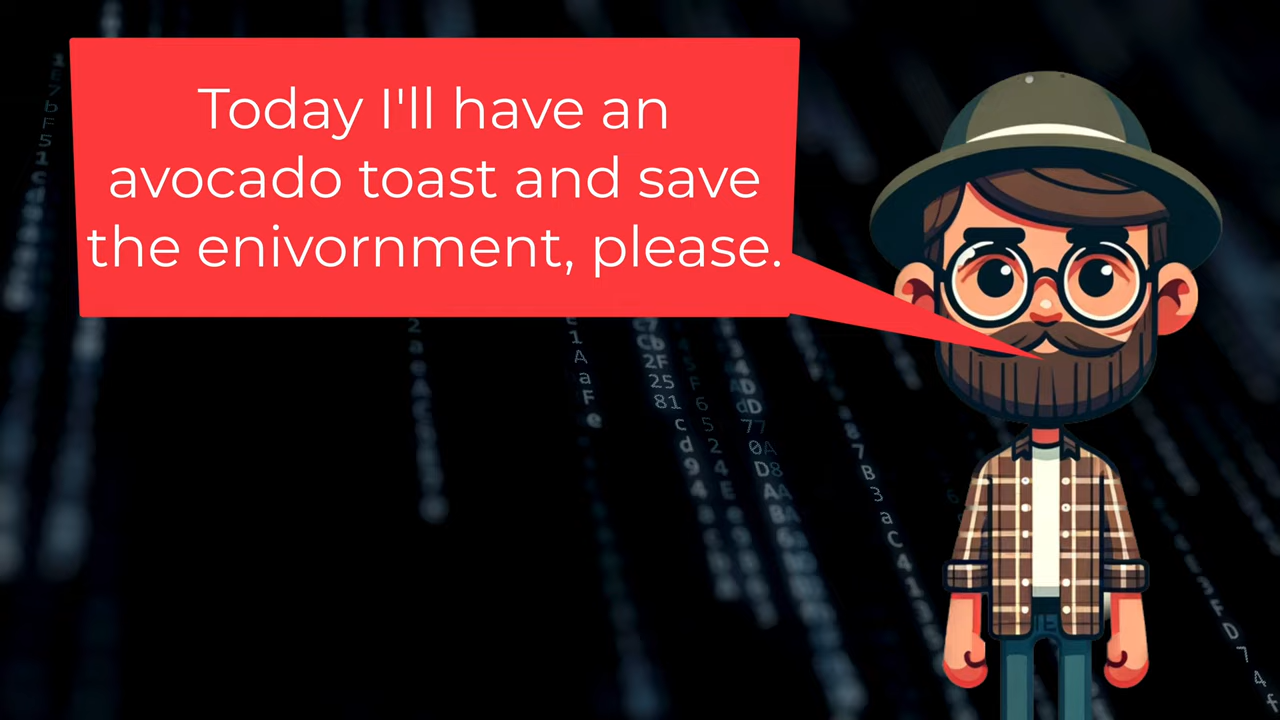 Today I'll have an
avocado toast and save
the enivornment, please.